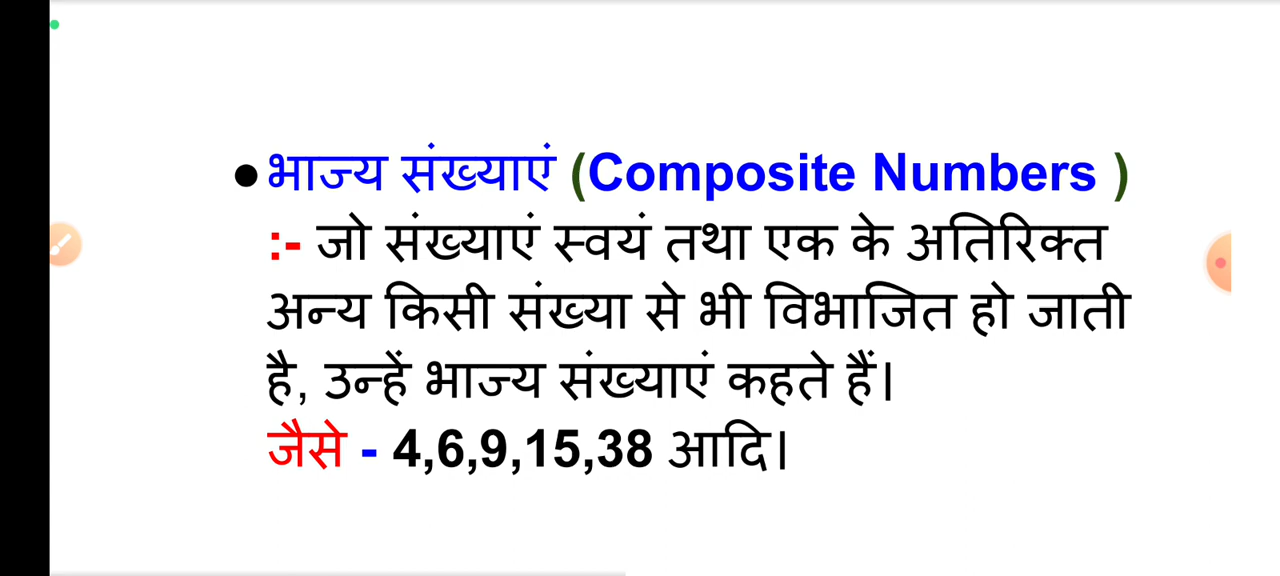 ● भाज्य संख्याएं (Composite Numbers )
:- जो संख्याएं स्वयं तथा एक के अतिरिक्त
अन्य किसी संख्या से भी विभाजित हो जाती
है, उन्हें भाज्य संख्याएं कहते हैं।
जैसे - 4,6,9,15,38 आदि।